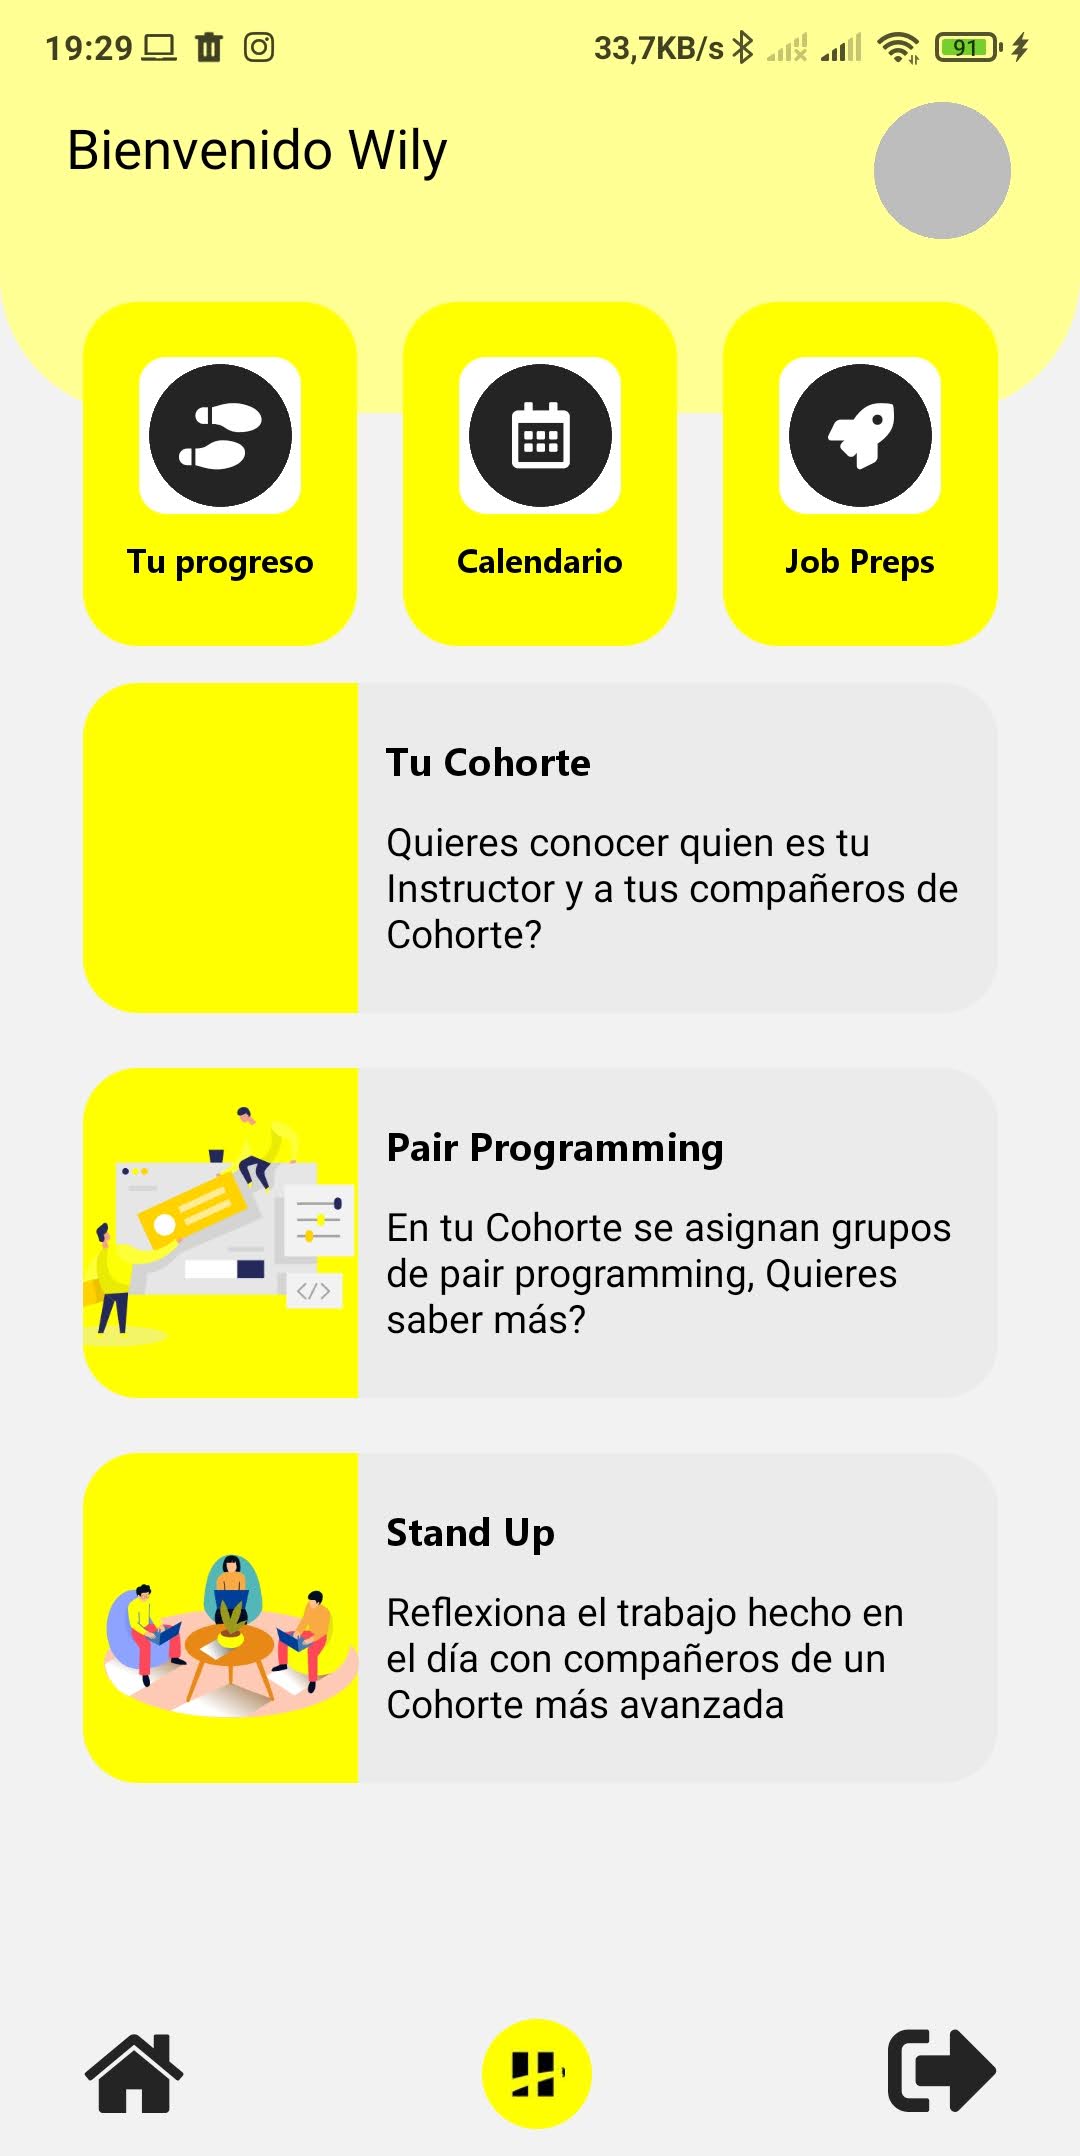 19:29
33,7KB/s
91
Bienvenido Wily
Tu progreso
Calendario
Job Preps
Tu Cohorte
Quieres conocer quien es tu
Instructor y a tus compañeros de
Cohorte?
Pair Programming
En tu Cohorte se asignan grupos
de pair programming, Quieres
saber más?
</>
Stand Up
Reflexiona el trabajo hecho en
el día con compañeros de un
Cohorte más avanzada